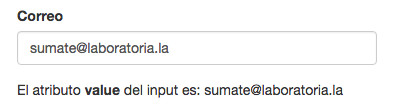 Correo
sumate@laboratoria.la
El atributo value del input es: sumate@laboratoria.la